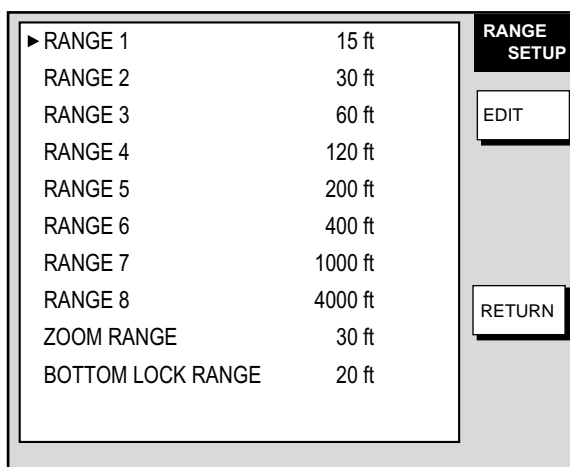 ▶ RANGE 1 15 ft
RANGE 2 30 ft
RANGE 3 60 ft
RANGE 4 120 ft
RANGE 5 200 ft
RANGE 6 400 ft
RANGE 7 1000 ft
RANGE 8 4000 ft
ZOOM RANGE 30 ft
BOTTOM LOCK RANGE 20 ft
RANGE
SETUP
EDIT
RETURN